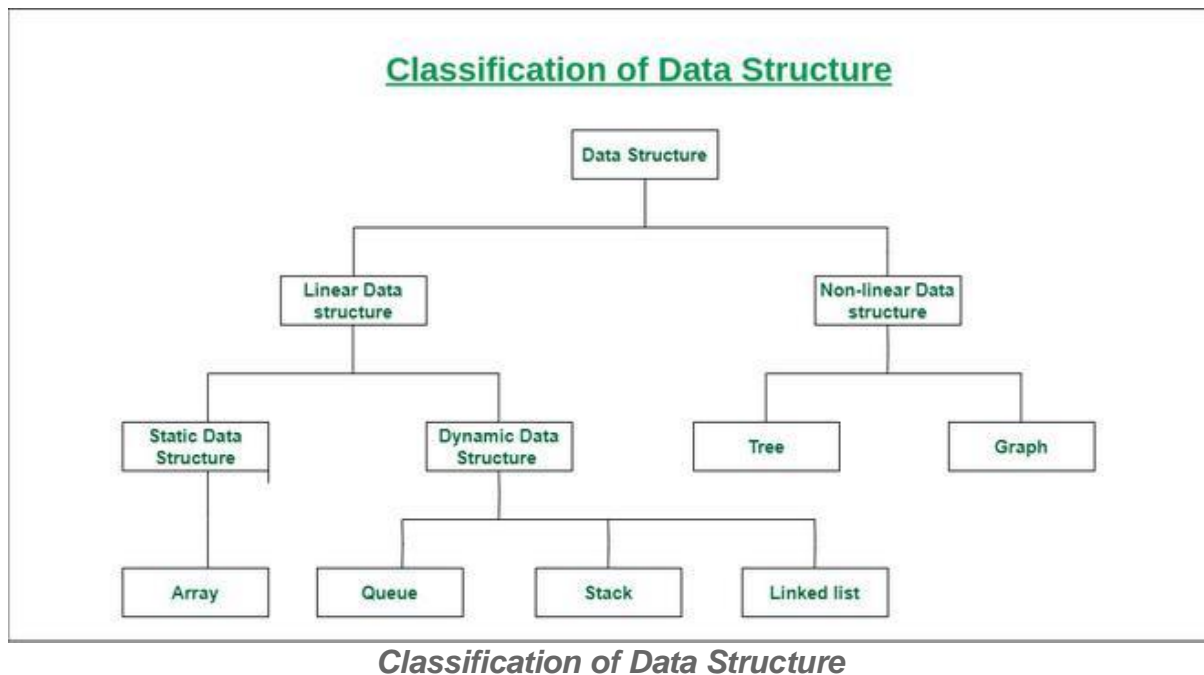 Classification of Data Structure
Data Structure
Linear Data
structure
Non-linear Data
structure
Static Data
Structure
Dynamic Data
Structure
Tree
Graph
Array
Queue
Stack
Linked list
Classification of Data Structure